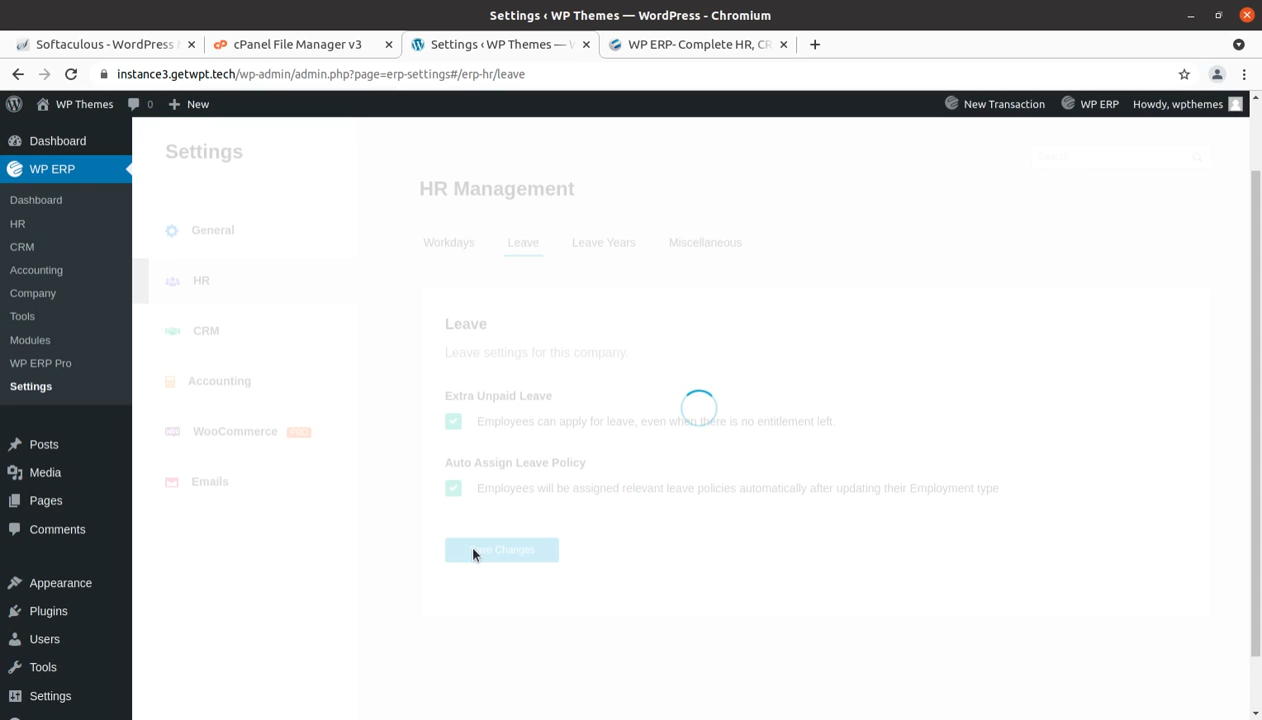 Settings ‹ WP Themes — WordPress - Chromium
Softaculous - WordPress
cPanel File Manager v3
Settings ‹ WP Themes —
WP ERP- Complete HR, CR
instance3.getwpt.tech/wp-admin/admin.php?page=erp-settings#/erp-hr/leave
WP Themes
0
New
New Transaction
WP ERP
Howdy, wpthemes
Dashboard
WP ERP
Dashboard
HR
CRM
Accounting
Company
Tools
Modules
WP ERP Pro
Settings
Posts
Media
Pages
Comments
Appearance
Plugins
Users
Tools
Settings
Settings
General
HR
CRM
Accounting
WooCommerce PRO
Emails
Search
HR Management
Workdays
Leave
Leave Years
Miscellaneous
Leave
Leave settings for this company.
Extra Unpaid Leave
Employees can apply for leave, even when there is no entitlement left.
Auto Assign Leave Policy
Employees will be assigned relevant leave policies automatically after updating their Employment type
Changes